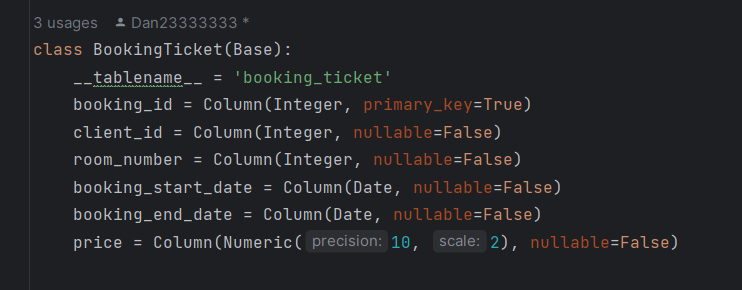 3 usages Dan23333333 *
class BookingTicket(Base):
    __tablename__ = 'booking_ticket'
    booking_id = Column(Integer, primary_key=True)
    client_id = Column(Integer, nullable=False)
    room_number = Column(Integer, nullable=False)
    booking_start_date = Column(Date, nullable=False)
    booking_end_date = Column(Date, nullable=False)
    price = Column(Numeric( precision: 10, scale: 2), nullable=False)